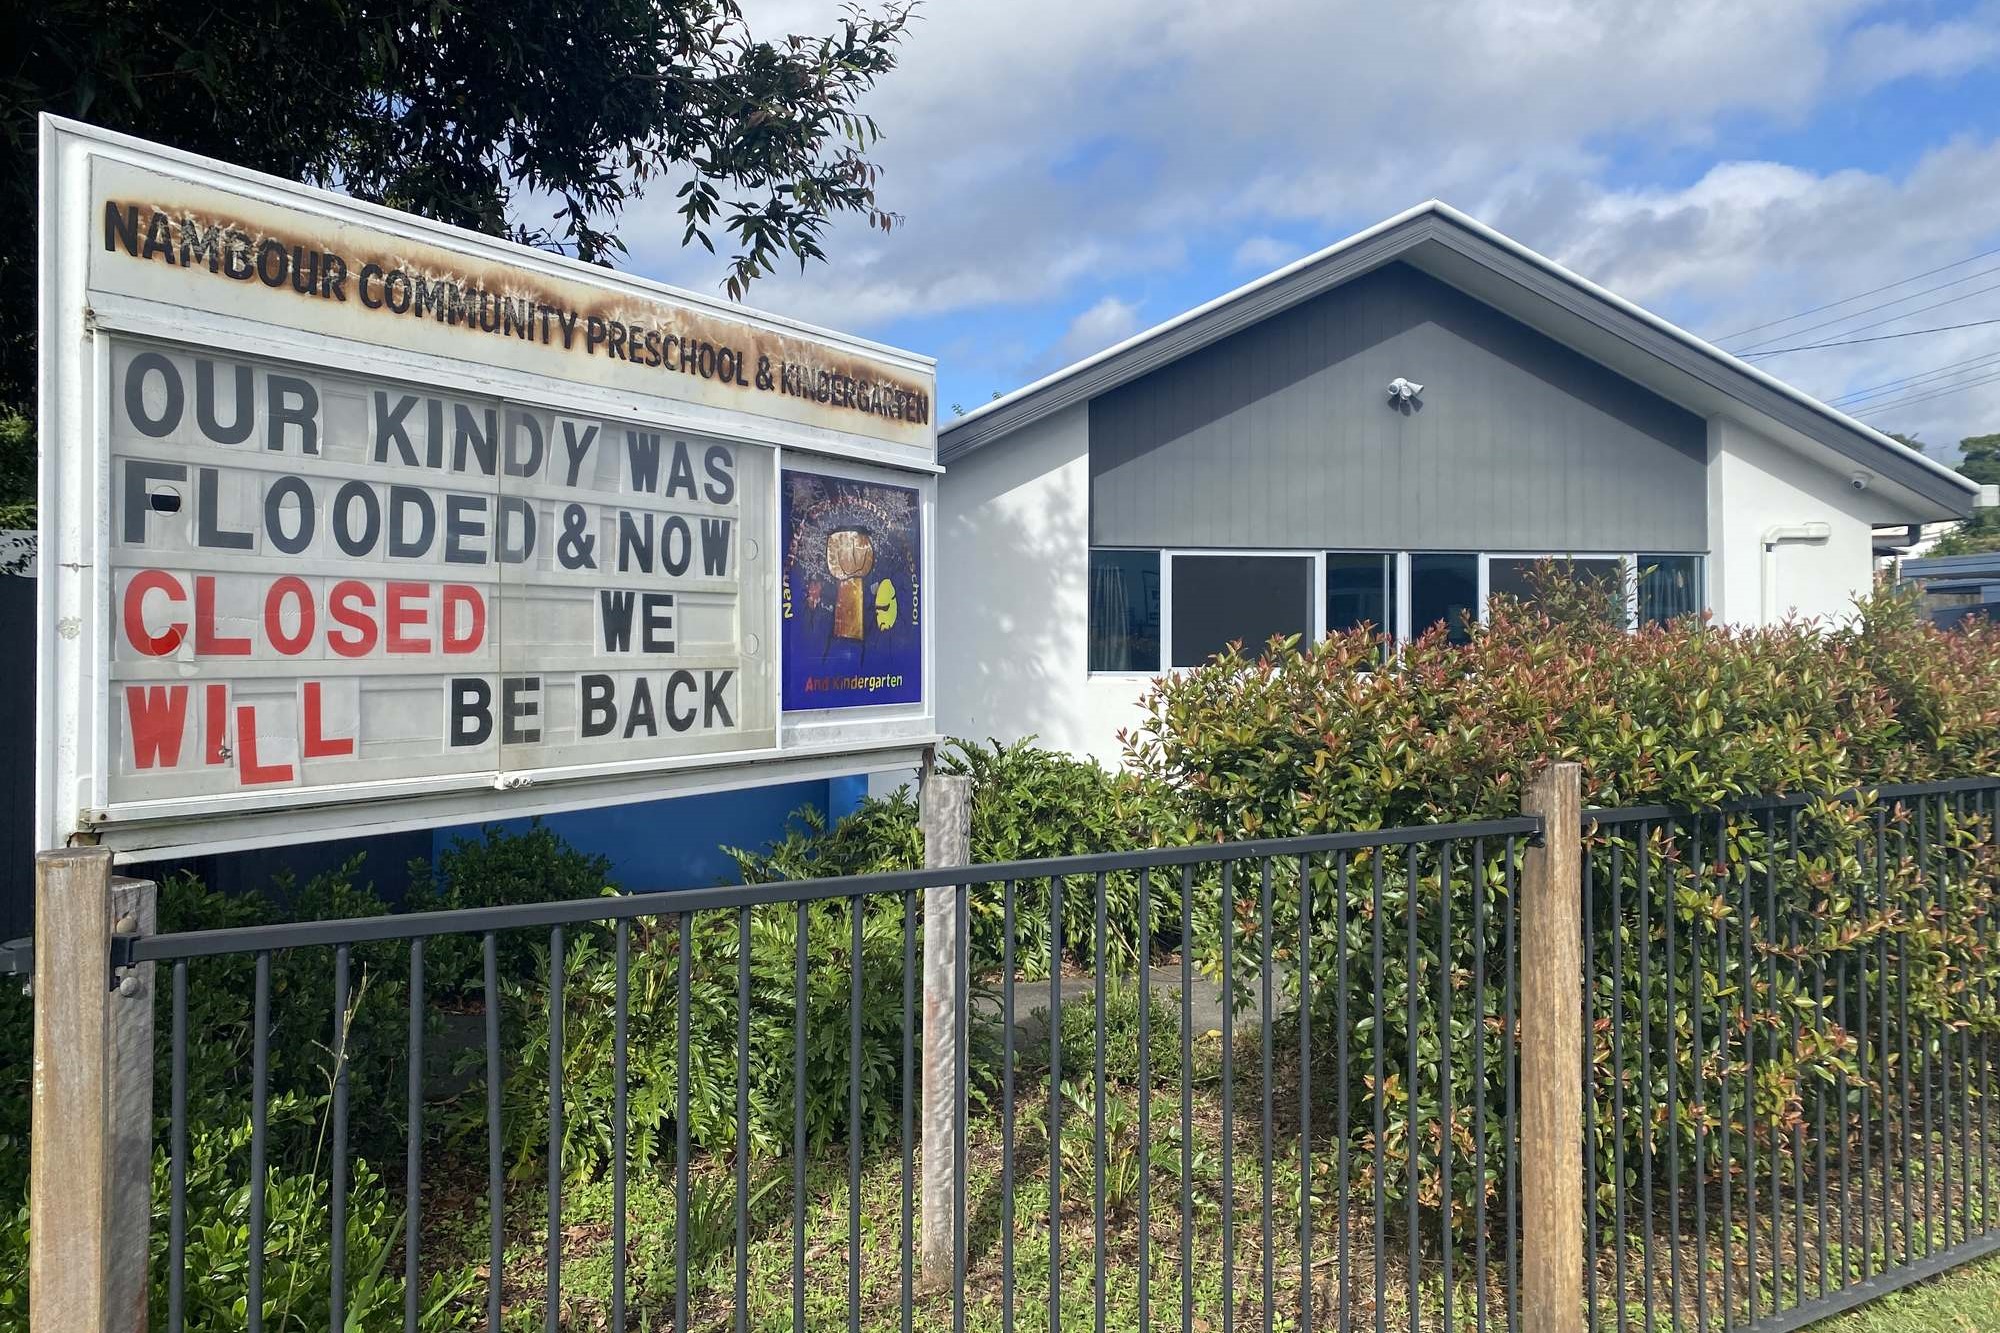 NAMBOUR COMMUNITY PRESCHOOL & KINDERGARTEN
OUR KINDY WAS
FLOODED & NOW
CLOSED WE
WILL BE BACK
And Kindergarten